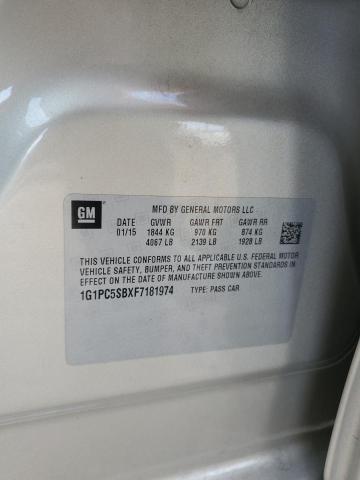 GM
MFD BY GENERAL MOTORS LLC
DATE GVWR GAWR FRT GAWR RR
01/15 1844 KG 970 KG 874 KG
4067 LB 2139 LB 1928 LB
THIS VEHICLE CONFORMS TO ALL APPLICABLE U.S. FEDERAL MOTOR
VEHICLE SAFETY, BUMPER, AND THEFT PREVENTION STANDARDS IN
EFFECT ON THE DATE OF MANUFACTURE SHOWN ABOVE.
1G1PC5SBXF7181974 TYPE: PASS CAR